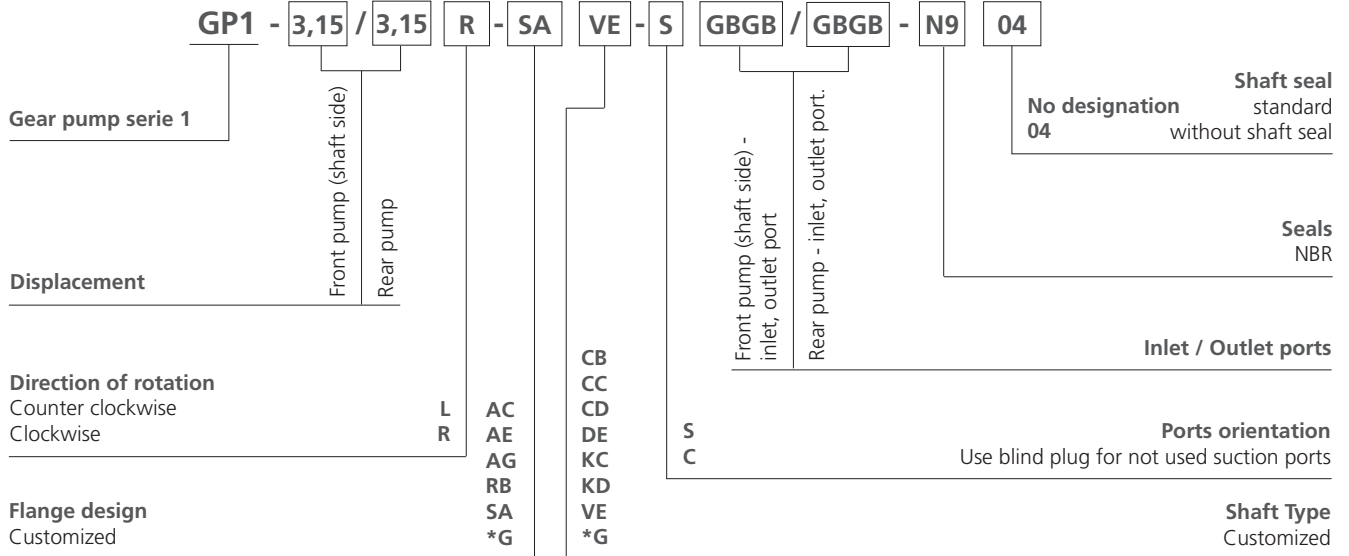 GP1 - 3,15 / 3,15 R - SA VE - S GBGB / GBGB - N9 04
Gear pump serie 1
Front pump (shaft side)
Rear pump
Displacement
Front pump (shaft side) -
inlet, outlet port
Rear pump - inlet, outlet port.
Shaft seal
No designation standard
04 without shaft seal
Seals
NBR
Inlet / Outlet ports
Direction of rotation
Counter clockwise L
Clockwise R
AC
AE
AG
RB
SA
*G
CB
CC
CD
DE
KC
KD
VE
*G
S
C
Ports orientation
Use blind plug for not used suction ports
Flange design
Customized
Shaft Type
Customized